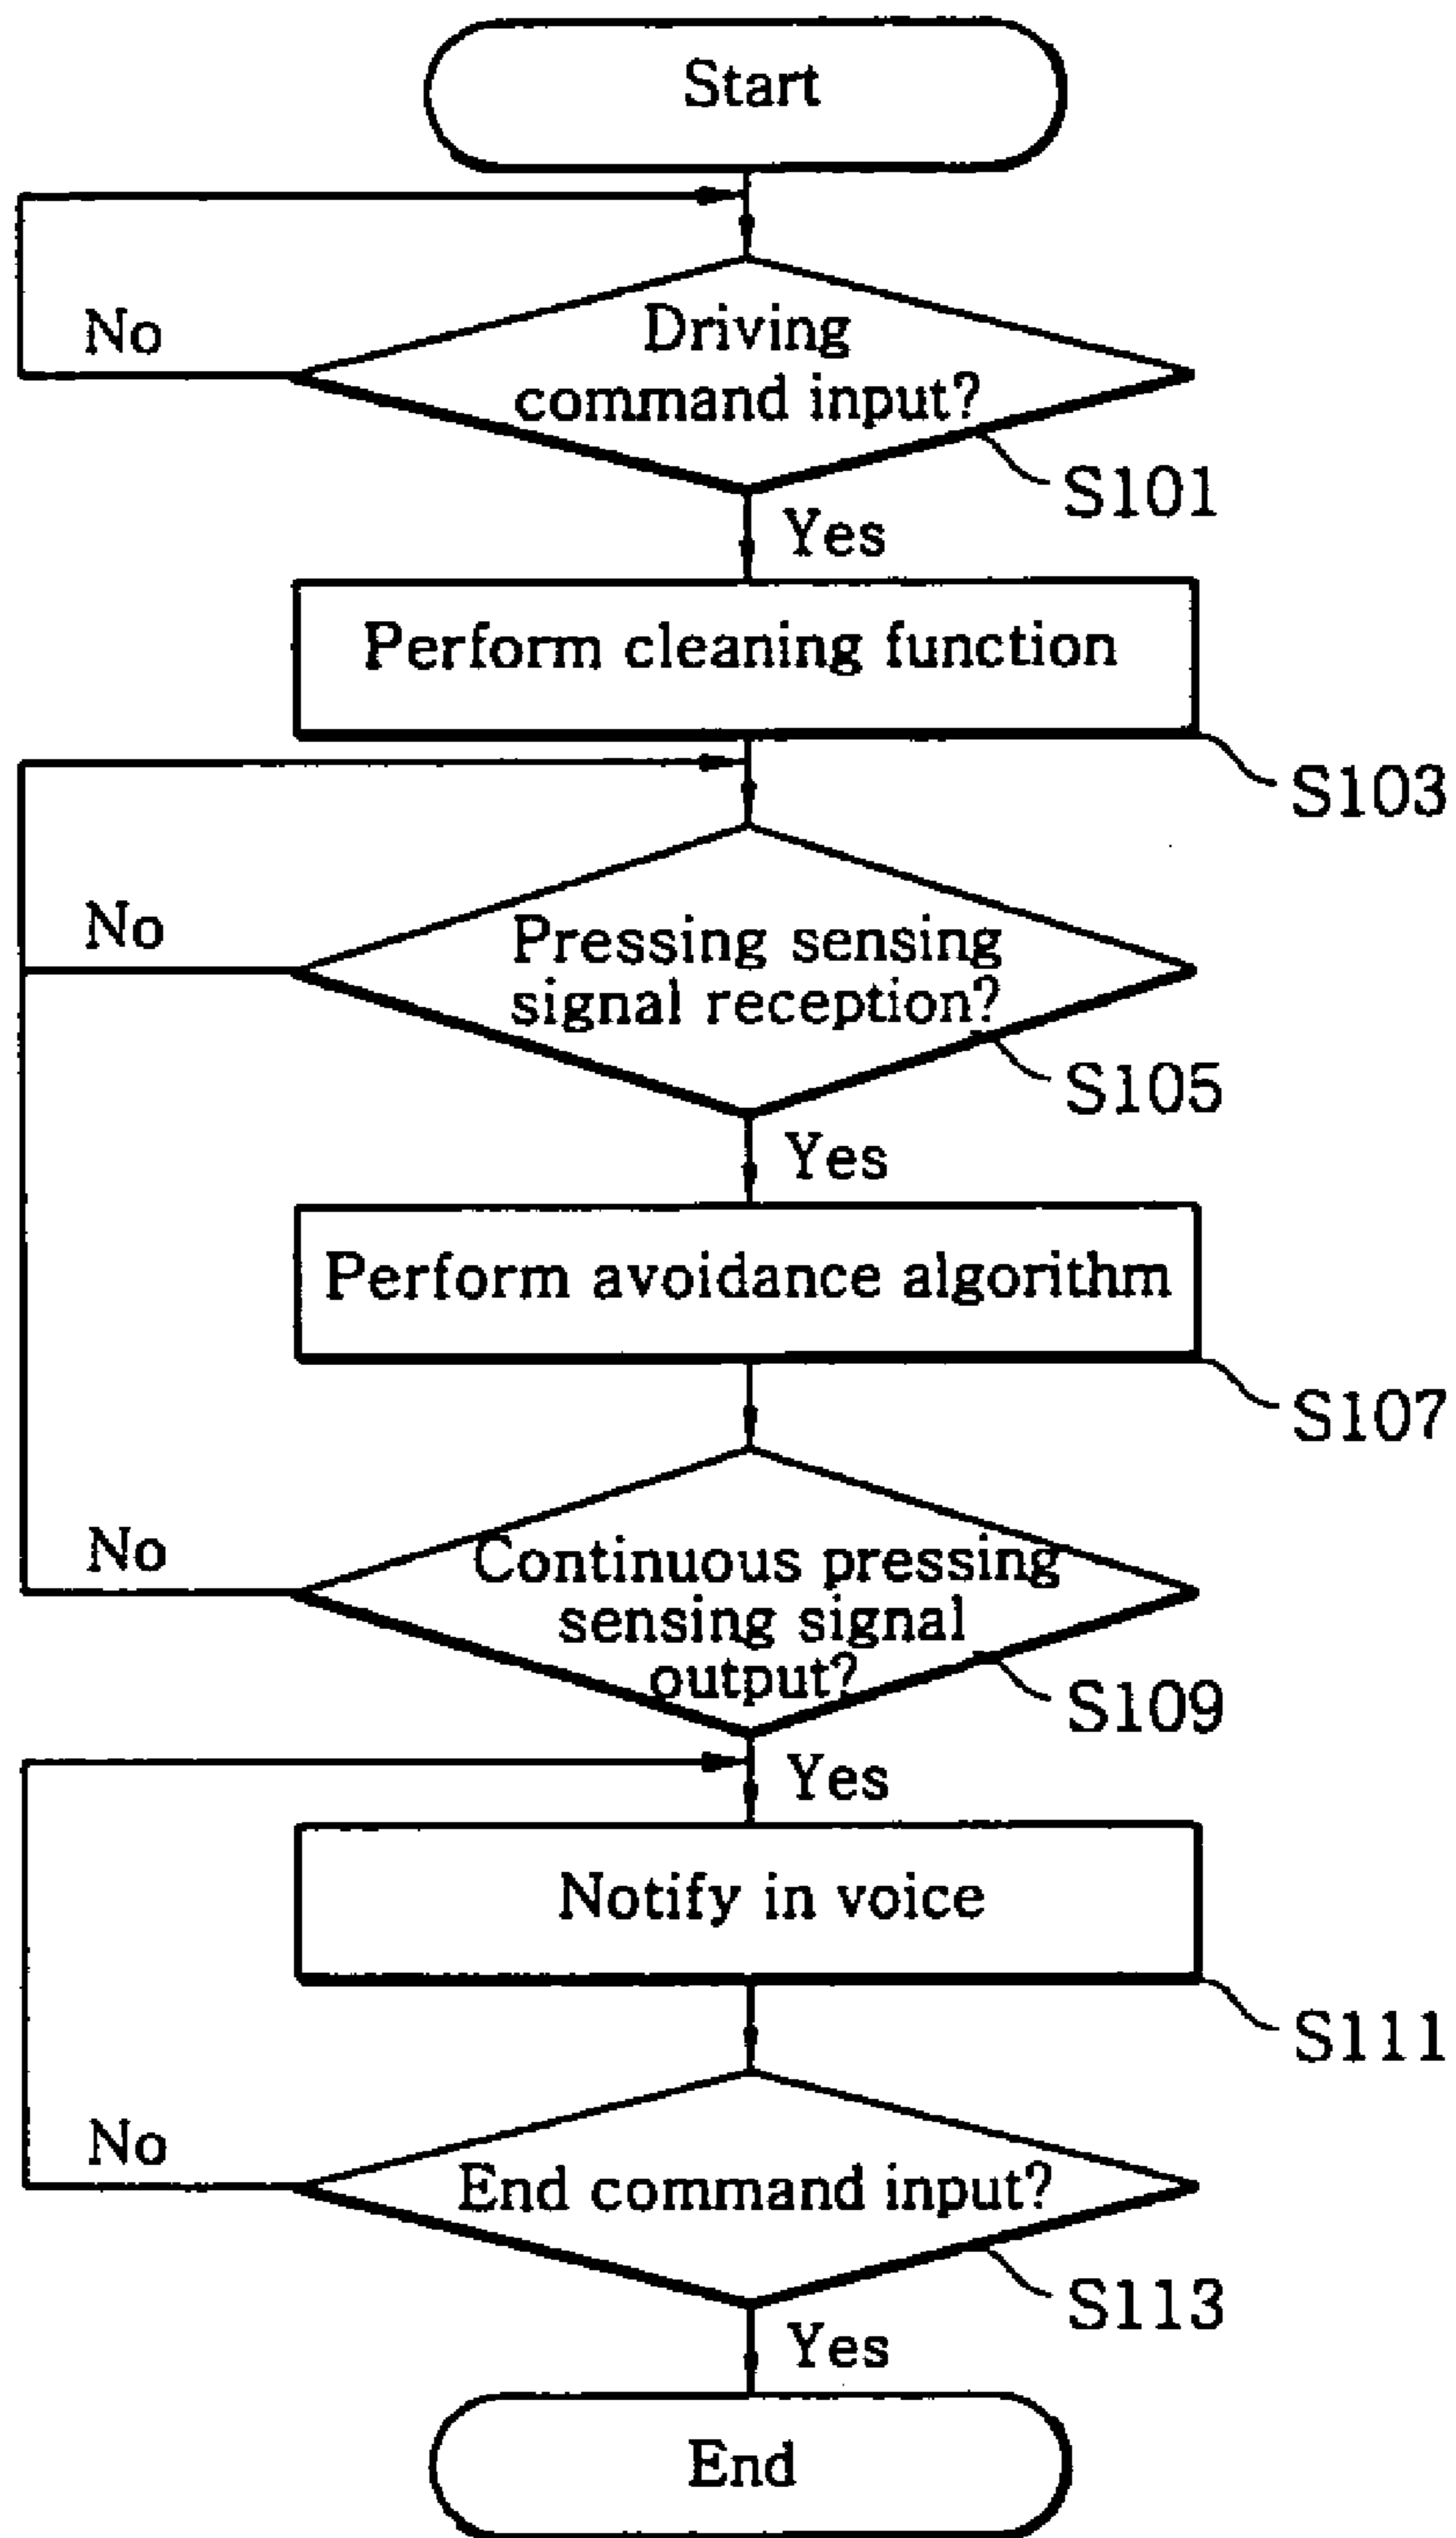 Start
No
Driving
command input?
S101
Yes
Perform cleaning function
S103
No
Pressing sensing
signal reception?
S105
Yes
Perform avoidance algorithm
S107
No
Continuous pressing
sensing signal
output?
S109
Yes
Notify in voice
S111
No
End command input?
S113
Yes
End